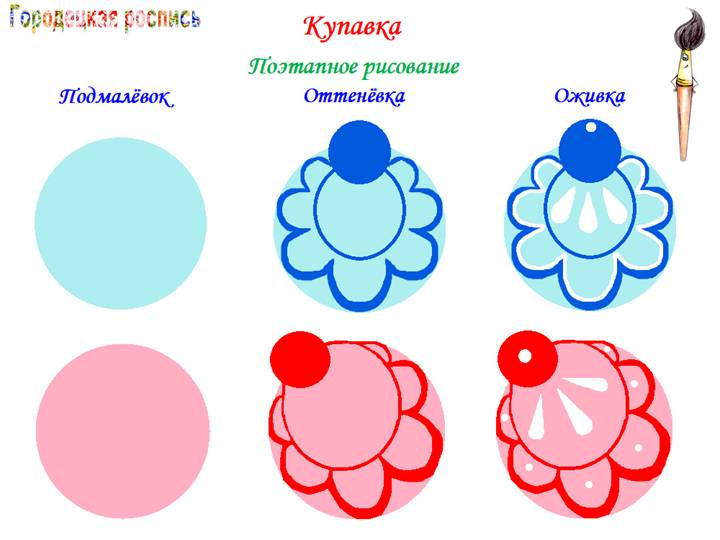 Городецкая роспись
Купавка
Поэтапное рисование
Подмалёвок Оттенёвка Оживка